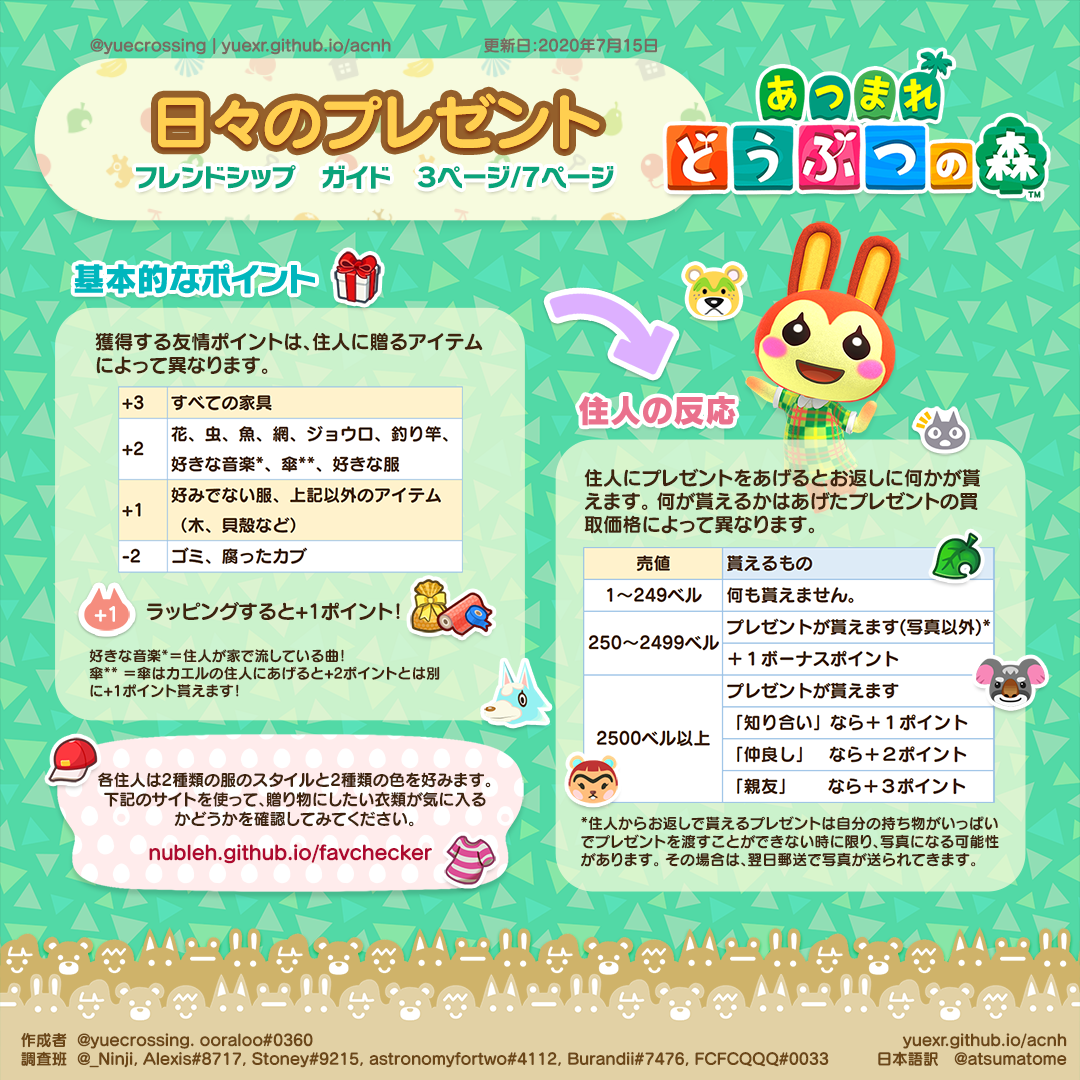 @yuecrossing | yuexr.github.io/acnh
更新日:2020年7月15日
日々のプレゼント
フレンドシップ ガイド 3ページ/7ページ
あつまれ
どうぶつの森
TM
基本的なポイント
獲得する友情ポイントは、住人に贈るアイテム
によって異なります。
+3 すべての家具
+2 花、虫、魚、網、ジョウロ、釣り竿、
好きな音楽*、傘**、好きな服
+1 好みでない服、上記以外のアイテム
（木、貝殻など）
-2 ゴミ、腐ったカブ
+1 ラッピングすると+1ポイント!
好きな音楽*＝住人が家で流している曲!
傘** ＝傘はカエルの住人にあげると+2ポイントとは別
に+1ポイント貰えます!
各住人は2種類の服のスタイルと2種類の色を好みます。
下記のサイトを使って、贈り物にしたい衣類が気に入る
かどうかを確認してみてください。
nubleh.github.io/favchecker
住人の反応
住人にプレゼントをあげるとお返しに何かが貰
えます。何が貰えるかはあげたプレゼントの買
取価格によって異なります。
売値 貰えるもの
1〜249ベル 何も貰えません。
250〜2499ベル プレゼントが貰えます(写真以外)*
＋１ボーナスポイント
2500ベル以上 プレゼントが貰えます
「知り合い」なら＋１ポイント
「仲良し」 なら＋２ポイント
「親友」 なら＋３ポイント
*住人からお返しで貰えるプレゼントは自分の持ち物がいっぱい
でプレゼントを渡すことができない時に限り、写真になる可能性
があります。その場合は、翌日郵送で写真が送られてきます。
作成者 @yuecrossing. ooraloo#0360
調査班 @_Ninji, Alexis#8717, Stoney#9215, astronomyfortwo#4112, Burandii#7476, FCFCQQQ#0033
yuexr.github.io/acnh
日本語訳 @atsumatome